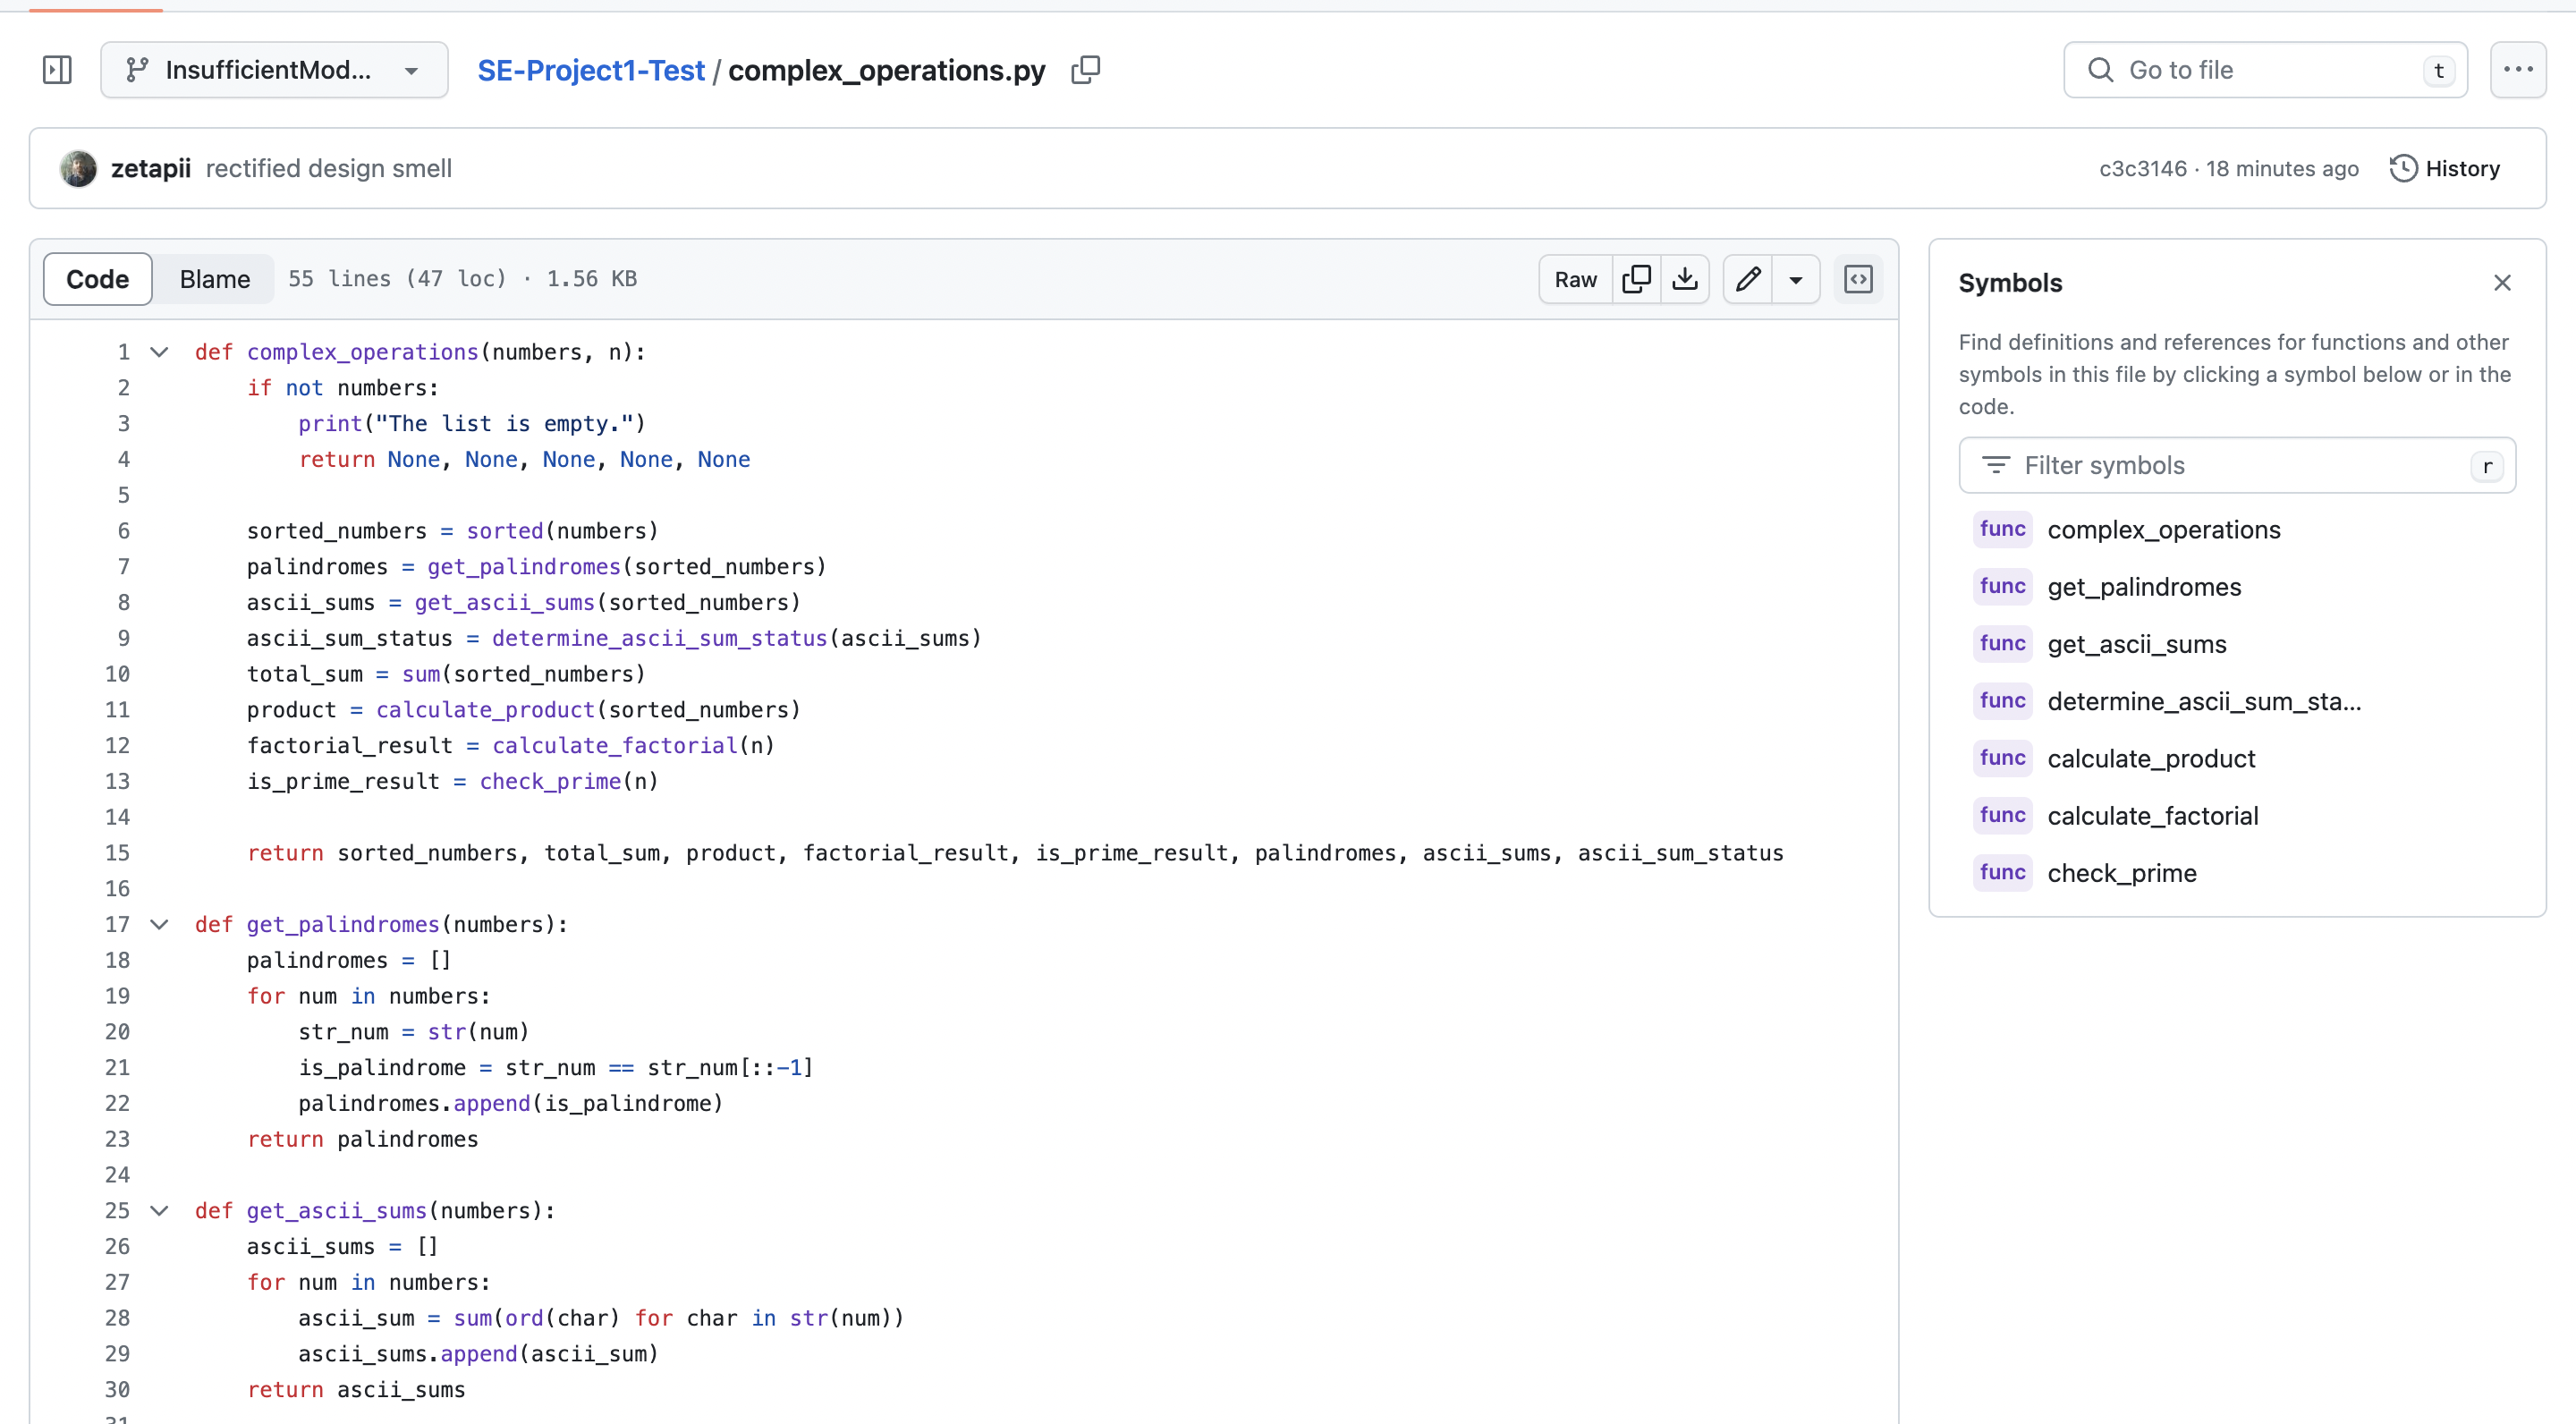 InsufficientMod...
SE-Project1-Test / complex_operations.py
Go to file
t
zetapii rectified design smell
c3c3146 · 18 minutes ago
History
Code
Blame
55 lines (47 loc) · 1.56 KB
Raw
1 def complex_operations(numbers, n):
2     if not numbers:
3         print("The list is empty.")
4         return None, None, None, None, None
5
6     sorted_numbers = sorted(numbers)
7     palindromes = get_palindromes(sorted_numbers)
8     ascii_sums = get_ascii_sums(sorted_numbers)
9     ascii_sum_status = determine_ascii_sum_status(ascii_sums)
10     total_sum = sum(sorted_numbers)
11     product = calculate_product(sorted_numbers)
12     factorial_result = calculate_factorial(n)
13     is_prime_result = check_prime(n)
14
15     return sorted_numbers, total_sum, product, factorial_result, is_prime_result, palindromes, ascii_sums, ascii_sum_status
16
17 def get_palindromes(numbers):
18     palindromes = []
19     for num in numbers:
20         str_num = str(num)
21         is_palindrome = str_num == str_num[::-1]
22         palindromes.append(is_palindrome)
23     return palindromes
24
25 def get_ascii_sums(numbers):
26     ascii_sums = []
27     for num in numbers:
28         ascii_sum = sum(ord(char) for char in str(num))
29         ascii_sums.append(ascii_sum)
30     return ascii_sums
31
Symbols
Find definitions and references for functions and other
symbols in this file by clicking a symbol below or in the
code.
Filter symbols
r
func complex_operations
func get_palindromes
func get_ascii_sums
func determine_ascii_sum_sta...
func calculate_product
func calculate_factorial
func check_prime